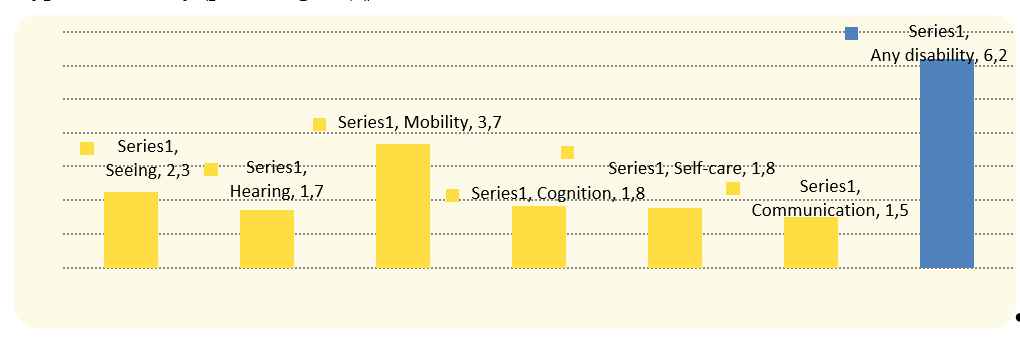 Series1,
Any disability, 6,2
Series1, Mobility, 3,7
Series1,
Seeing, 2,3
Series1,
Hearing, 1,7
Series1, Self-care, 1,8
Series1, Cognition, 1,8
Series1,
Communication, 1,5